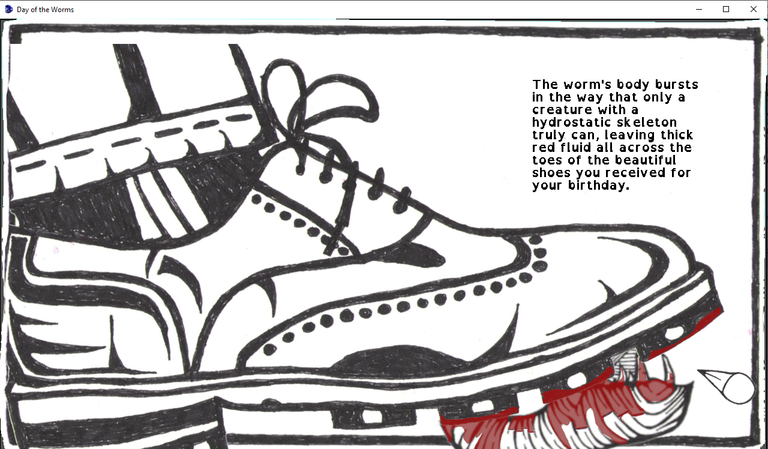 Day of the Worms
The worm's body bursts
in the way that only a
creature with a
hydrostatic skeleton
truly can, leaving thick
red fluid all across the
toes of the beautiful
shoes you received for
your birthday.